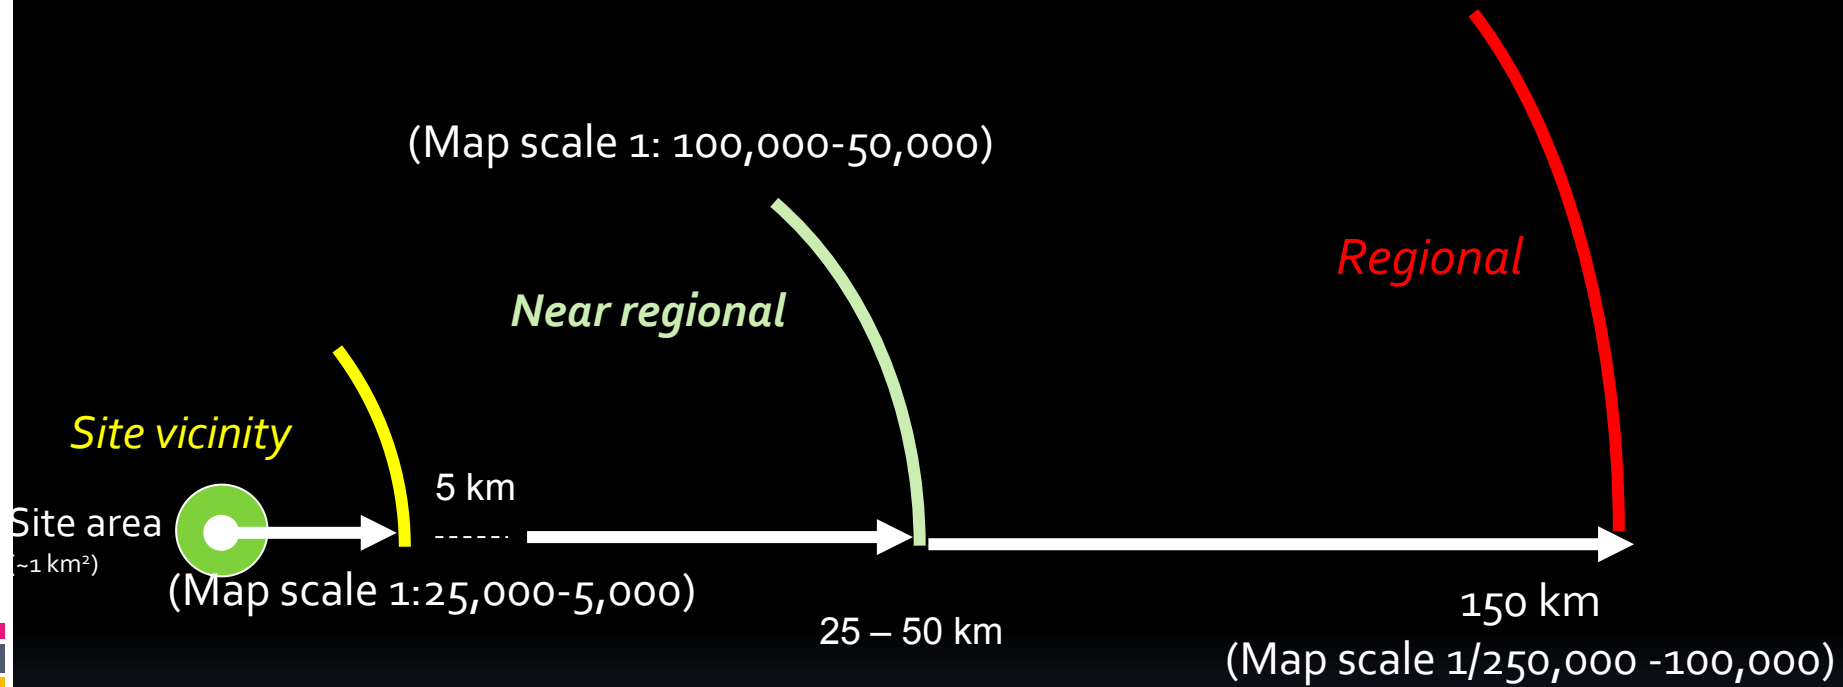 (Map scale 1: 100,000-50,000)
Regional
Near regional
Site vicinity
5 km
Site area
(~1 km²)
(Map scale 1:25,000-5,000)
25 – 50 km
150 km
(Map scale 1/250,000 -100,000)